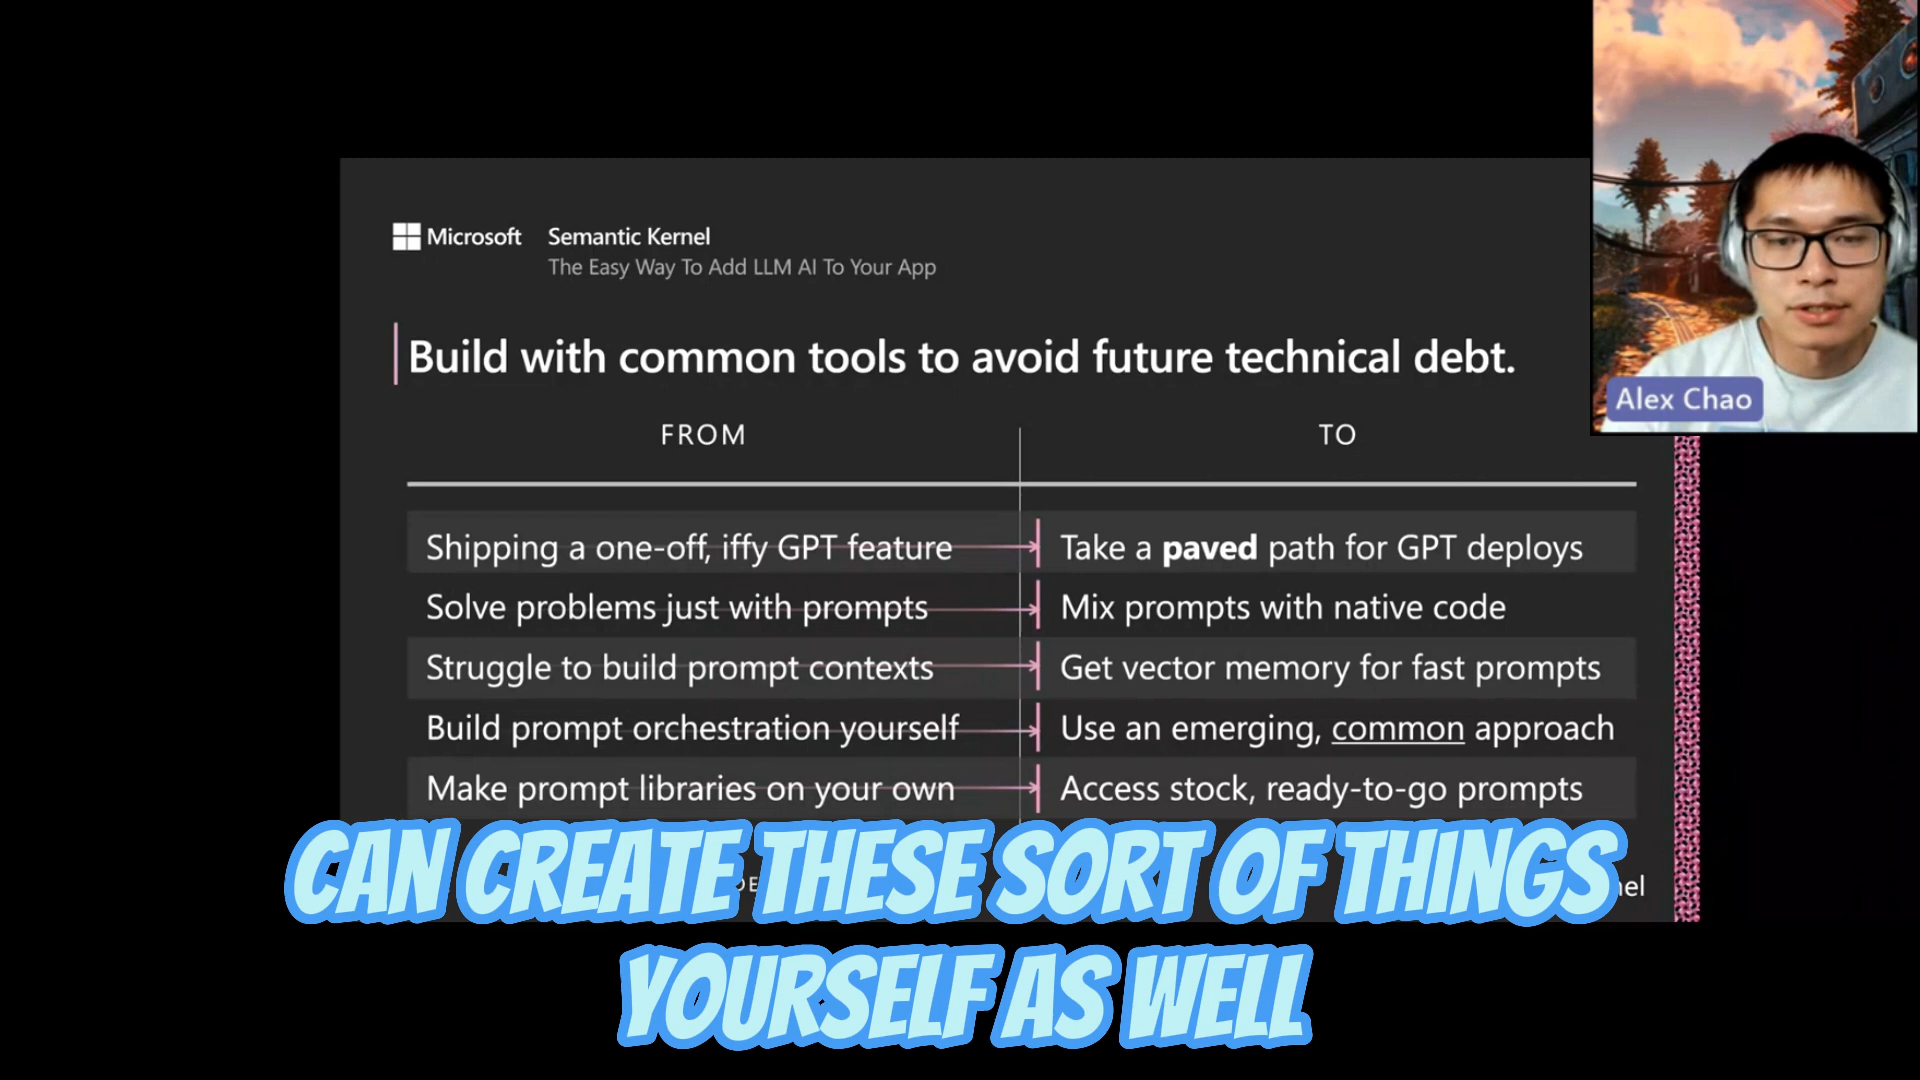 Microsoft Semantic Kernel
The Easy Way To Add LLM AI To Your App
Build with common tools to avoid future technical debt.
FROM TO
Shipping a one-off, iffy GPT feature Take a paved path for GPT deploys
Solve problems just with prompts Mix prompts with native code
Struggle to build prompt contexts Get vector memory for fast prompts
Build prompt orchestration yourself Use an emerging, common approach
Make prompt libraries on your own Access stock, ready-to-go prompts
Alex Chao
CAN CREATE THESE SORT OF THINGS
YOURSELF AS WELL